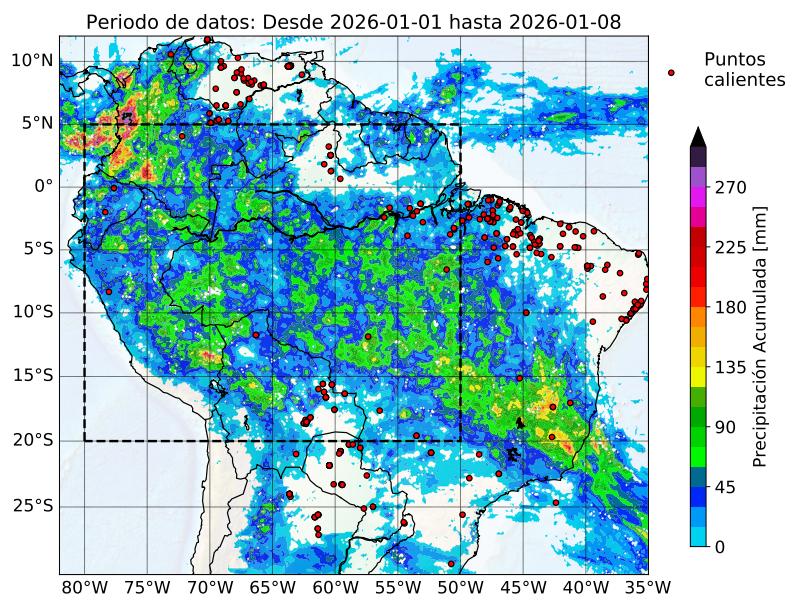 Periodo de datos: Desde 2026-01-01 hasta 2026-01-08
10°N
5°N
0°
5°S
10°S
15°S
20°S
25°S
80°W 75°W 70°W 65°W 60°W 55°W 50°W 45°W 40°W 35°W
Puntos
calientes
270
225
180
135
90
45
0
Precipitación Acumulada [mm]